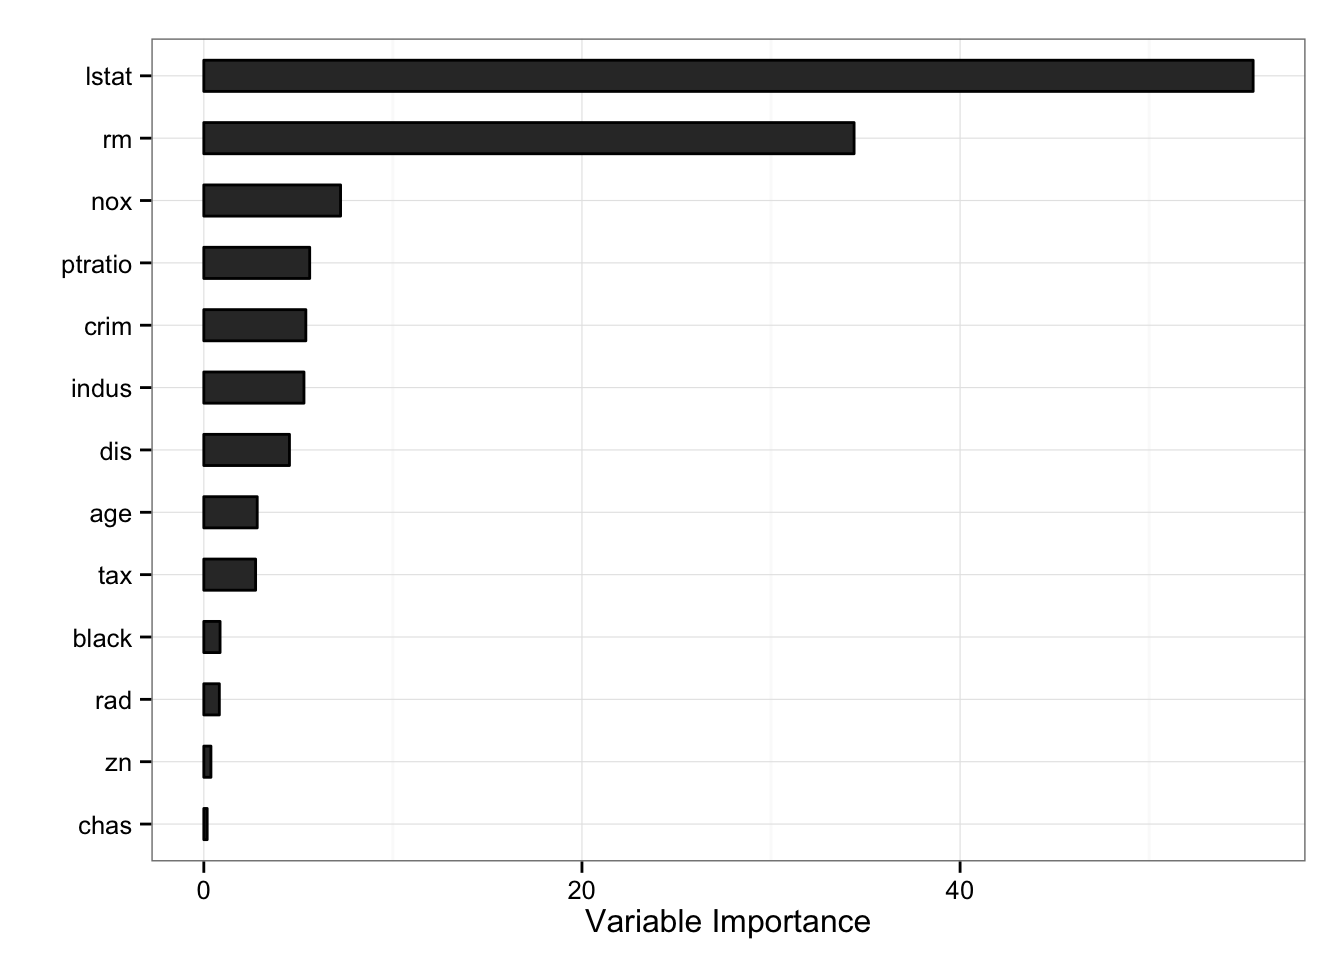 lstat
rm
nox
ptratio
crim
indus
dis
age
tax
black
rad
zn
chas
0 20 40
Variable Importance